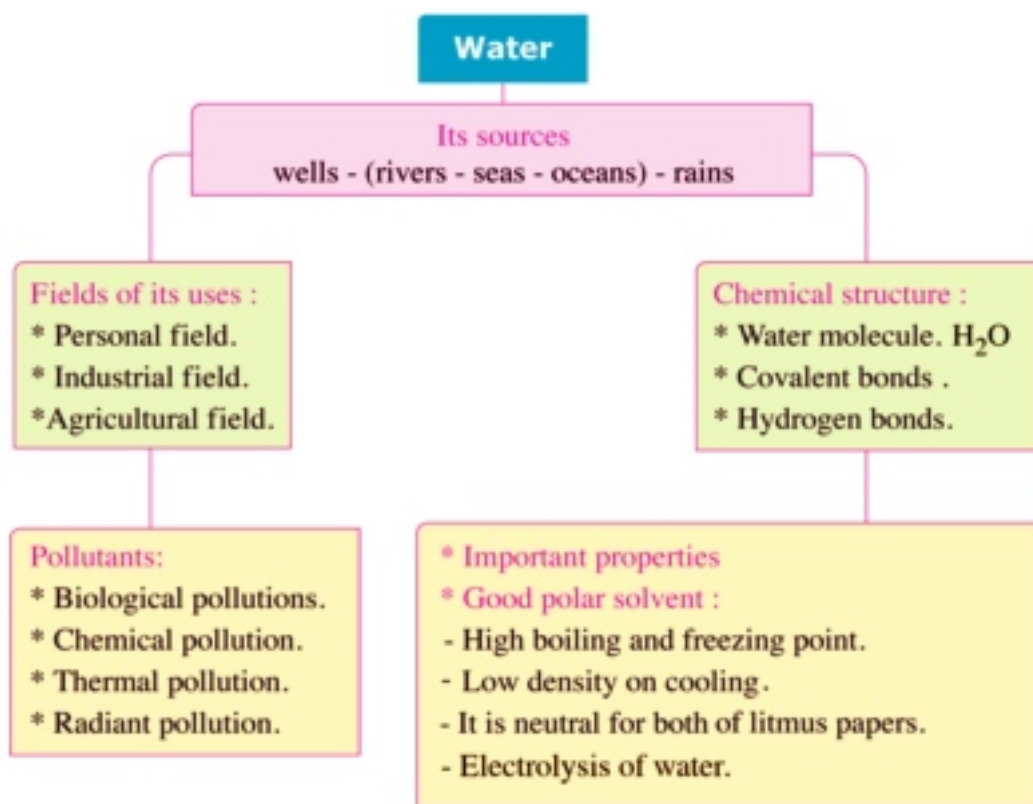 Water
Its sources
wells - (rivers - seas - oceans) - rains
Fields of its uses :
* Personal field.
* Industrial field.
*Agricultural field.
Chemical structure :
* Water molecule. H₂O
* Covalent bonds .
* Hydrogen bonds.
Pollutants:
* Biological pollutions.
* Chemical pollution.
* Thermal pollution.
* Radiant pollution.
* Important properties
* Good polar solvent :
- High boiling and freezing point.
- Low density on cooling.
- It is neutral for both of litmus papers.
- Electrolysis of water.